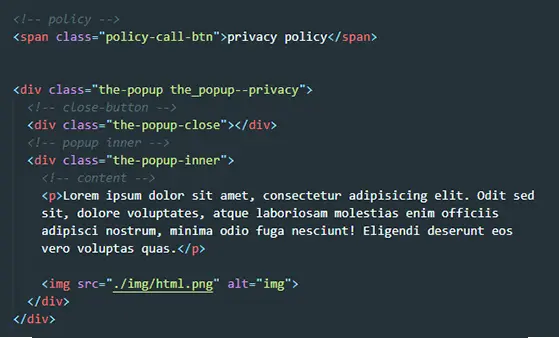 <!-- policy -->
<span class="policy-call-btn">privacy policy</span>
<div class="the-popup the_popup--privacy">
<!-- close-button -->
<div class="the-popup-close"></div>
<!-- popup inner -->
<div class="the-popup-inner">
<!-- content -->
<p>Lorem ipsum dolor sit amet, consectetur adipisicing elit. Odit sed
sit, dolore voluptates, atque laboriosam molestias enim officiis
adipisci nostrum, minima odio fuga nesciunt! Eligendi deserunt eos
vero voluptas quas.</p>
<img src="./img/html.png" alt="img">
</div>
</div>